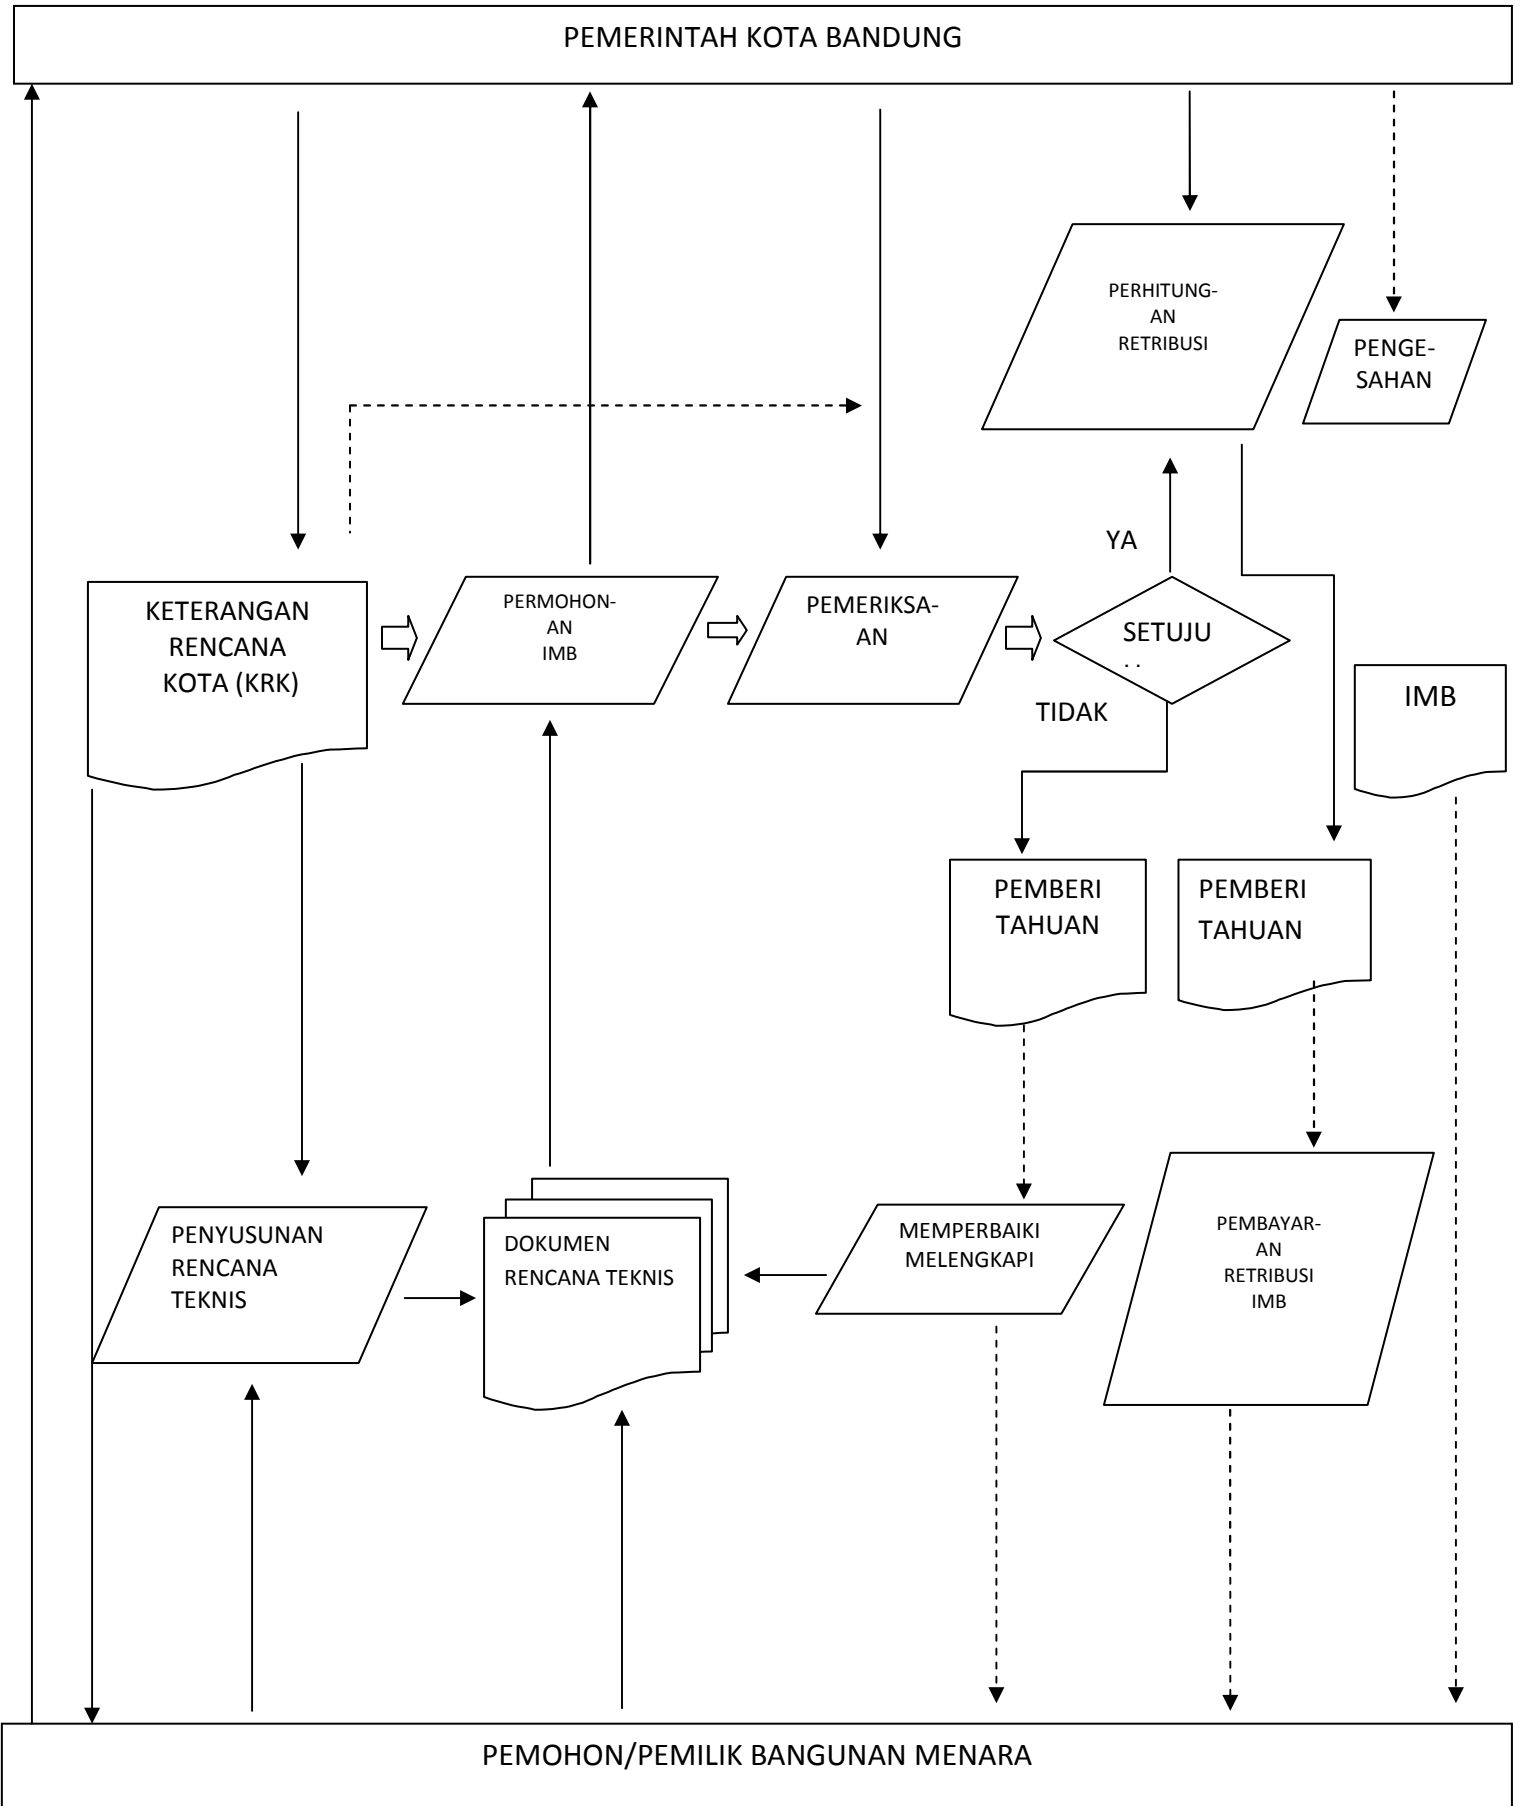 PEMERINTAH KOTA BANDUNG
PERHITUNG-
AN
RETRIBUSI
PENGE-
SAHAN
YA
KETERANGAN
RENCANA
KOTA (KRK)
PERMOHON-
AN
IMB
PEMERIKSA-
AN
SETUJU
. .
TIDAK
IMB
PEMBERI
TAHUAN
PEMBERI
TAHUAN
PENYUSUNAN
RENCANA
TEKNIS
DOKUMEN
RENCANA TEKNIS
MEMPERBAIKI
MELENGKAPI
PEMBAYAR-
AN
RETRIBUSI
IMB
PEMOHON/PEMILIK BANGUNAN MENARA